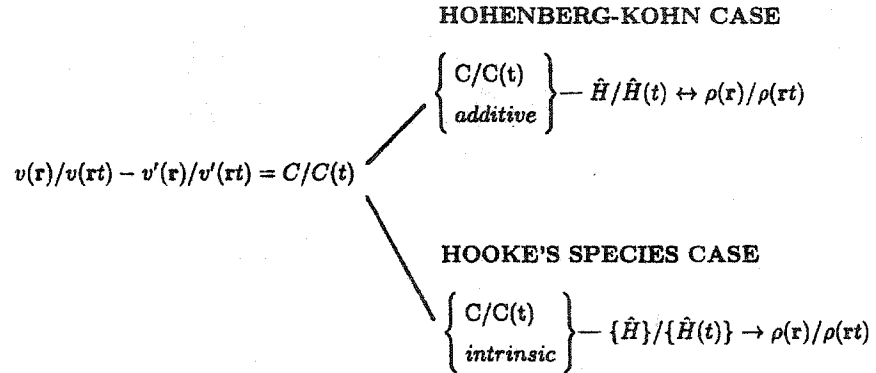 HOHENBERG-KOHN CASE
{ C/C(t) additive } — Ĥ/Ĥ(t) ↔ ρ(r)/ρ(rt)
v(r)/v(rt) − v′(r)/v′(rt) = C/C(t)
HOOKE'S SPECIES CASE
{ C/C(t) intrinsic } — {Ĥ}/{Ĥ(t)} → ρ(r)/ρ(rt)